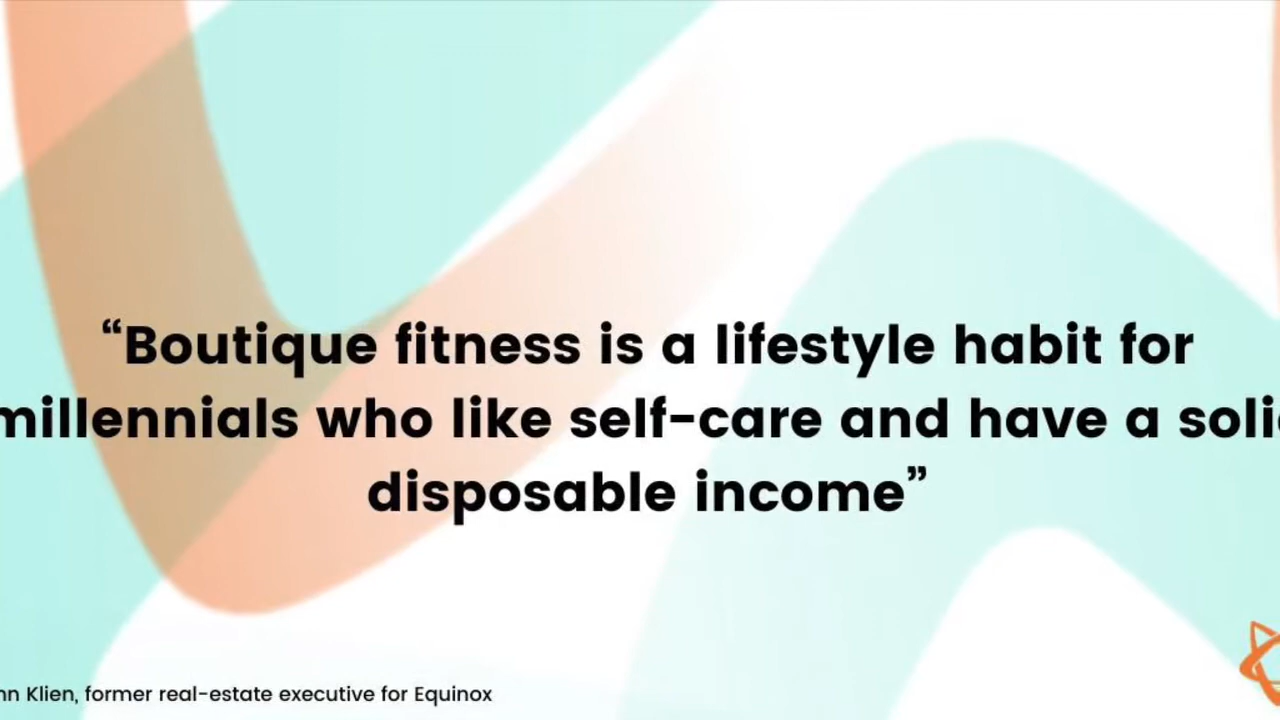 “Boutique fitness is a lifestyle habit for
millennials who like self-care and have a
disposable income”
Klien, former real-estate executive for Equinox